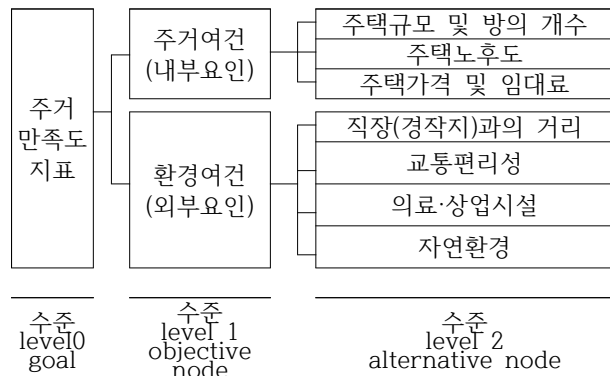 주거
만족도
지표
주거여건
(내부요인)
주택규모 및 방의 개수
주택노후도
주택가격 및 임대료
환경여건
(외부요인)
직장(경작지)과의 거리
교통편리성
의료·상업시설
자연환경
수준
level0
goal
수준
level 1
objective
node
수준
level 2
alternative node